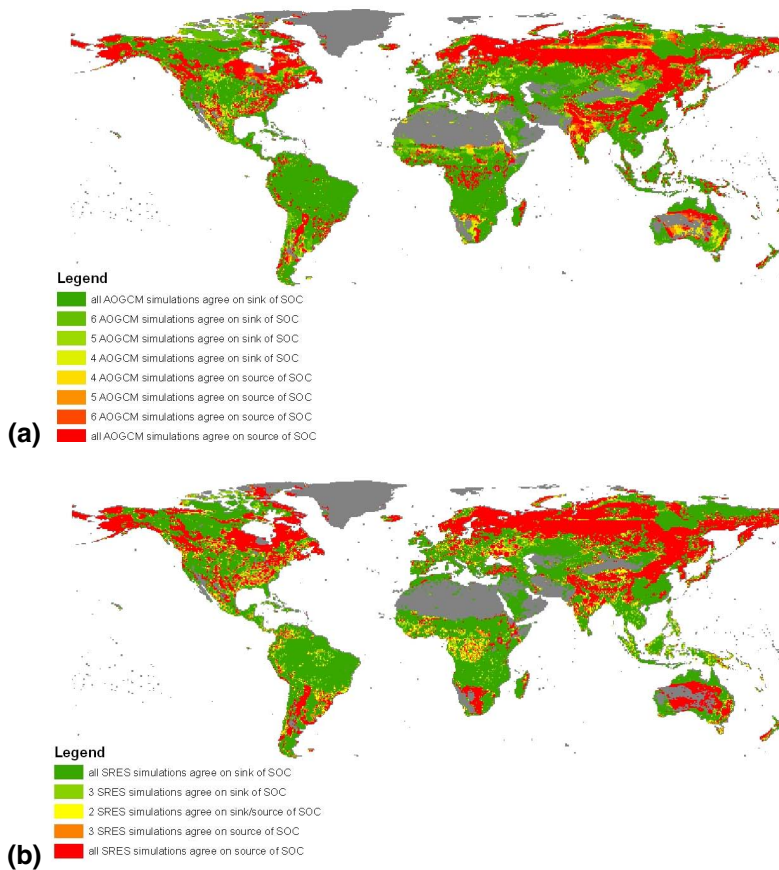 Legend
all AOGCM simulations agree on sink of SOC
6 AOGCM simulations agree on sink of SOC
5 AOGCM simulations agree on sink of SOC
4 AOGCM simulations agree on sink of SOC
4 AOGCM simulations agree on source of SOC
5 AOGCM simulations agree on source of SOC
6 AOGCM simulations agree on source of SOC
all AOGCM simulations agree on source of SOC
(a)
Legend
all SRES simulations agree on sink of SOC
3 SRES simulations agree on sink of SOC
2 SRES simulations agree on sink/source of SOC
3 SRES simulations agree on source of SOC
all SRES simulations agree on source of SOC
(b)